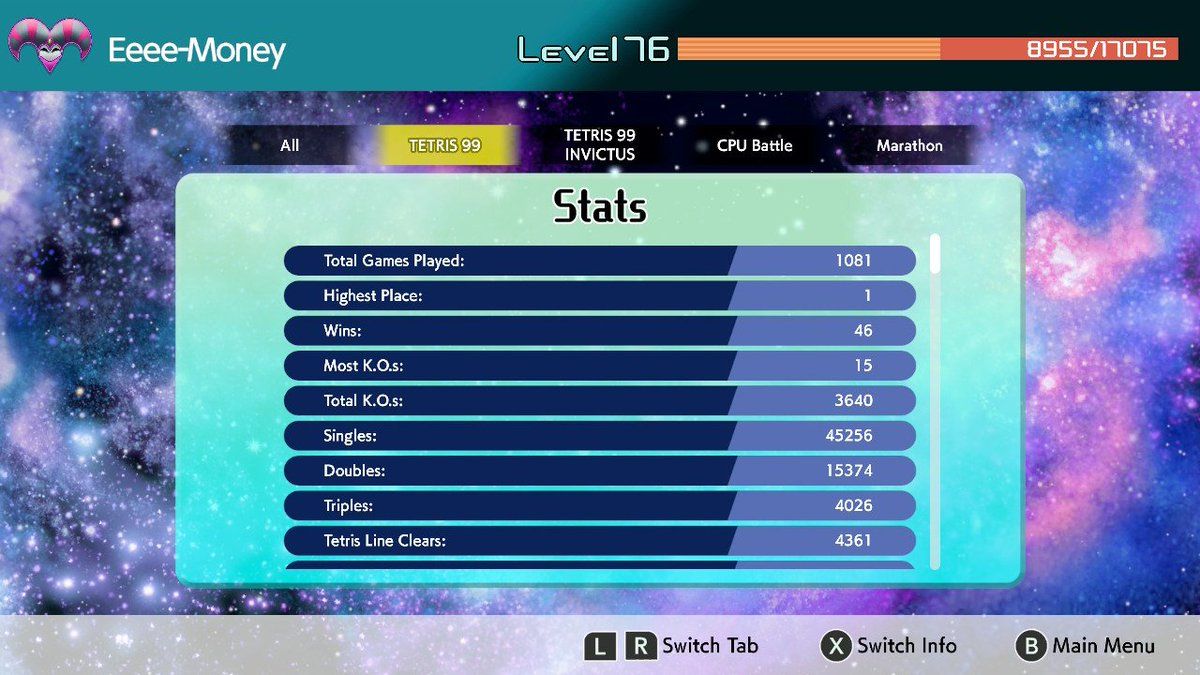 Eeee-Money
Level 76
8955/17075
All
TETRIS 99
TETRIS 99
INVICTUS
CPU Battle
Marathon
Stats
Total Games Played: 1081
Highest Place: 1
Wins: 46
Most K.O.s: 15
Total K.O.s: 3640
Singles: 45256
Doubles: 15374
Triples: 4026
Tetris Line Clears: 4361
L R Switch Tab
X Switch Info
B Main Menu